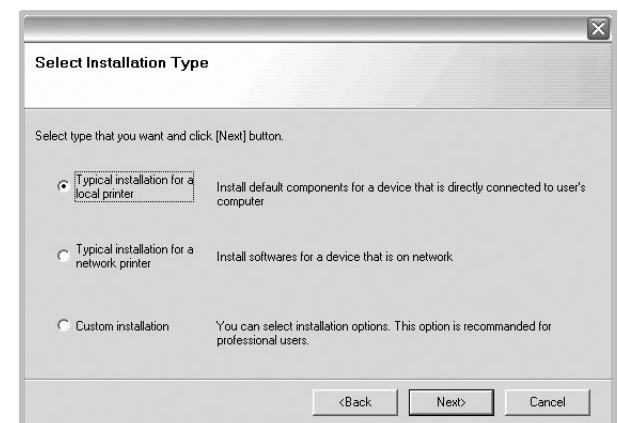 Select Installation Type
Select type that you want and click [Next] button.
Typical installation for a
local printer
Install default components for a device that is directly connected to user's
computer
Typical installation for a
network printer
Install softwares for a device that is on network
Custom installation
You can select installation options. This option is recommanded for
professional users.
<Back
Next>
Cancel